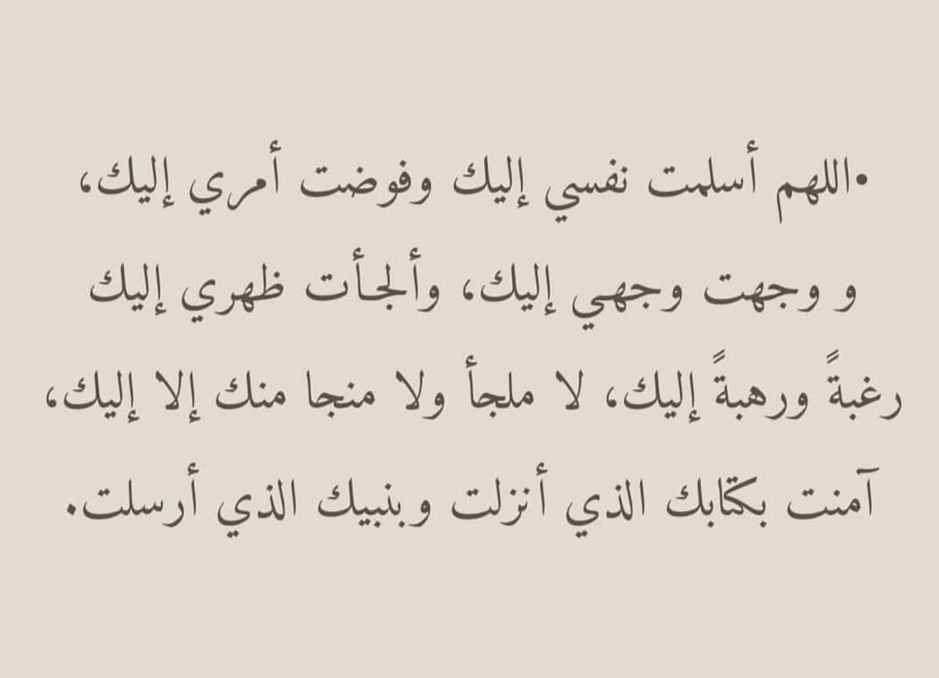 •اللهم أسلمت نفسي إليك وفوضت أمري إليك،
و وجهت وجهي إليك، وألجأت ظهري إليك
رغبةً ورهبةً إليك، لا ملجأ ولا منجا منك إلا إليك،
آمنت بكتابك الذي أنزلت وبنبيك الذي أرسلت.